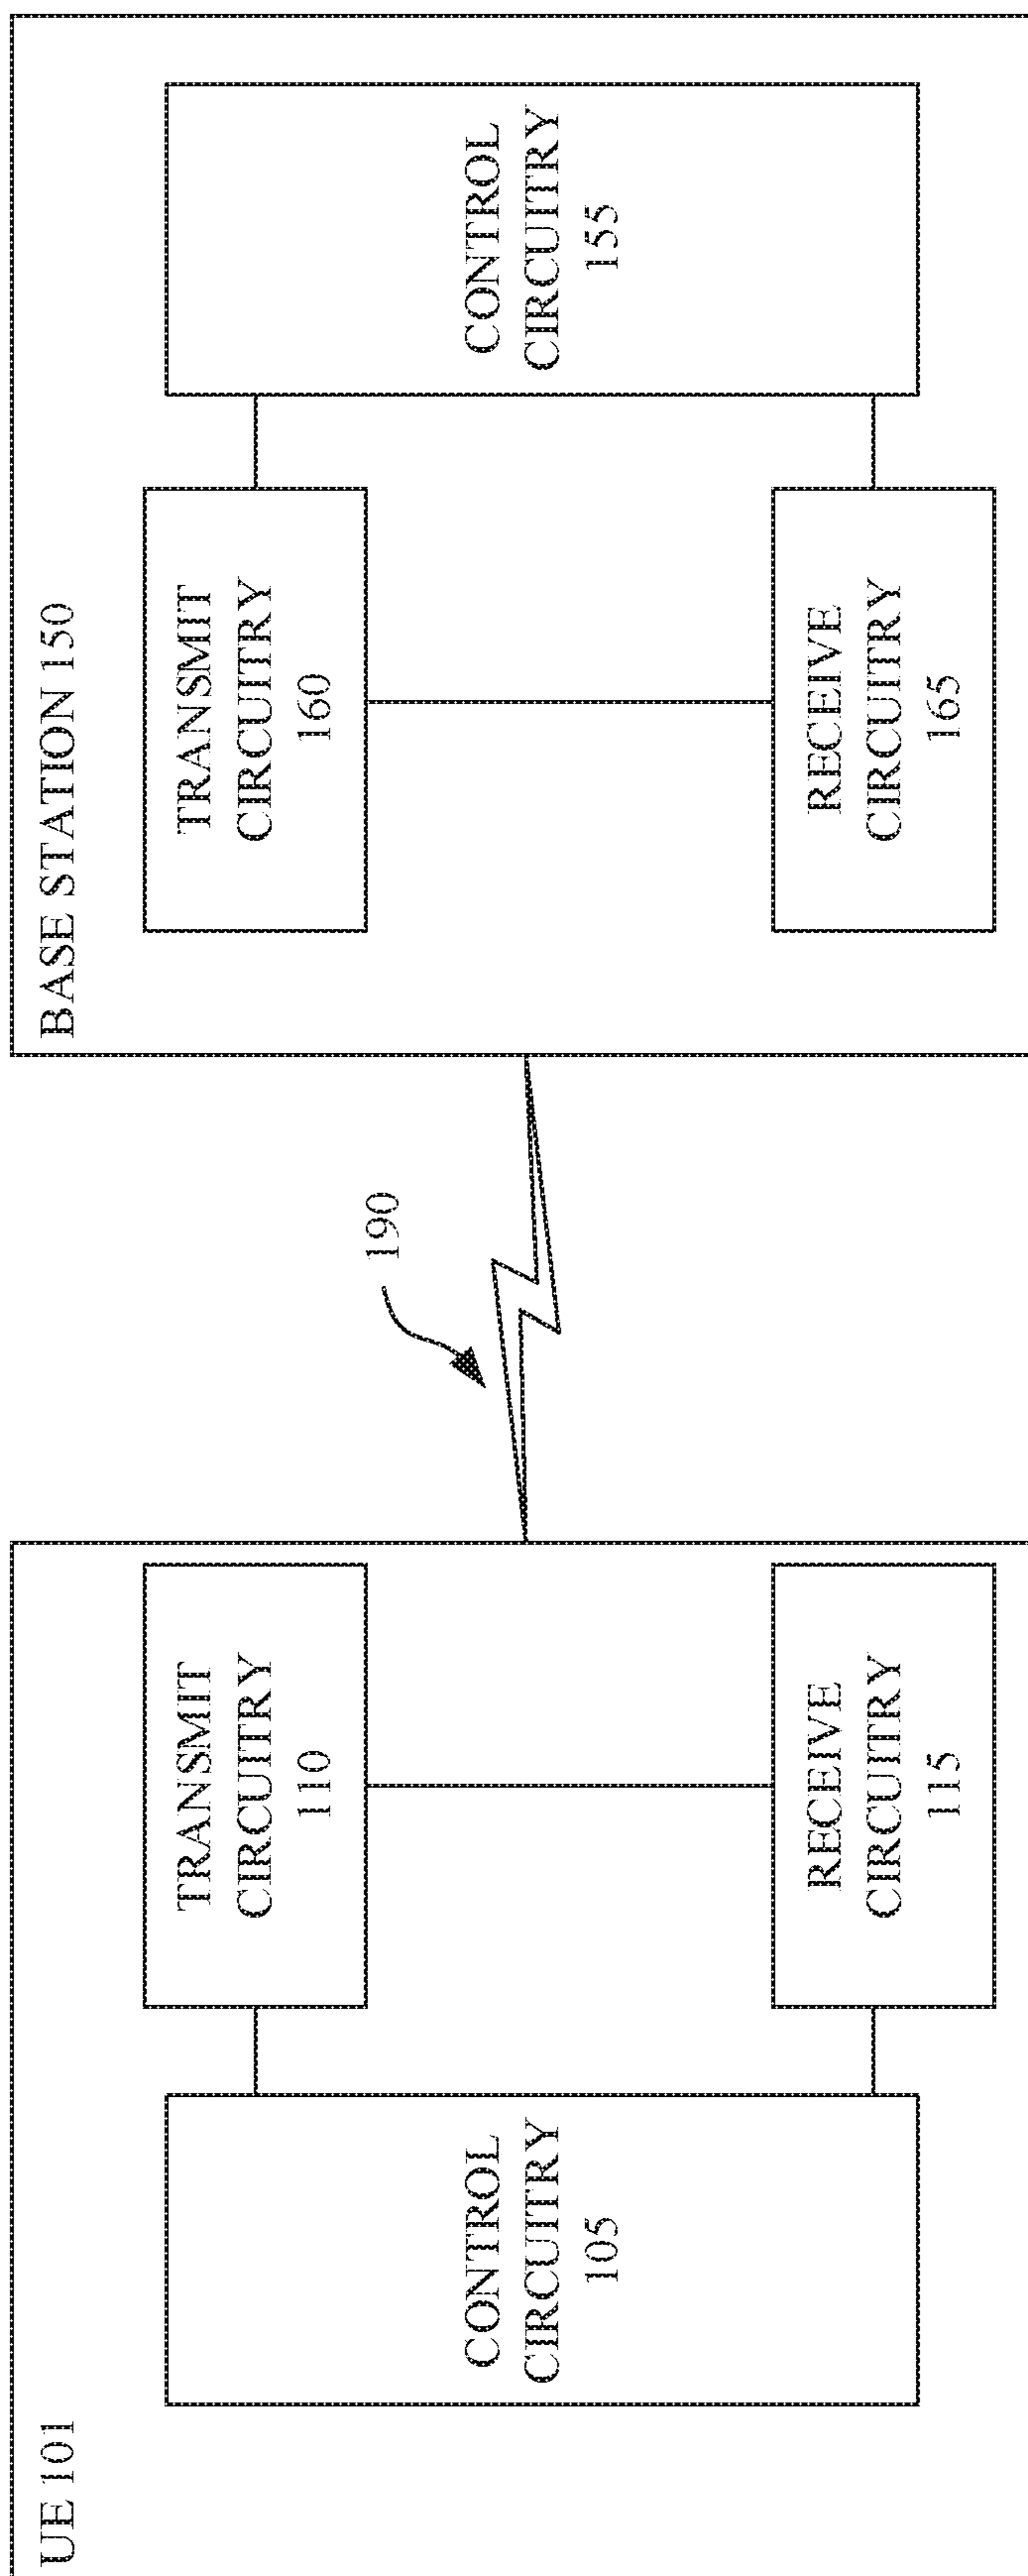 UE 101
CONTROL
CIRCUITRY
105
TRANSMIT
CIRCUITRY
110
RECEIVE
CIRCUITRY
115
190
BASE STATION 150
TRANSMIT
CIRCUITRY
160
RECEIVE
CIRCUITRY
165
CONTROL
CIRCUITRY
155